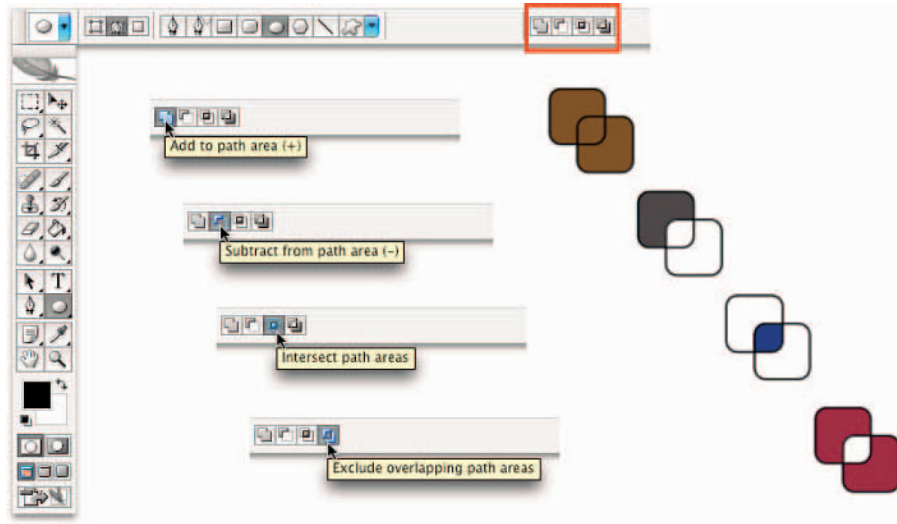 Add to path area (+)
Subtract from path area (-)
T
Intersect path areas
Exclude overlapping path areas